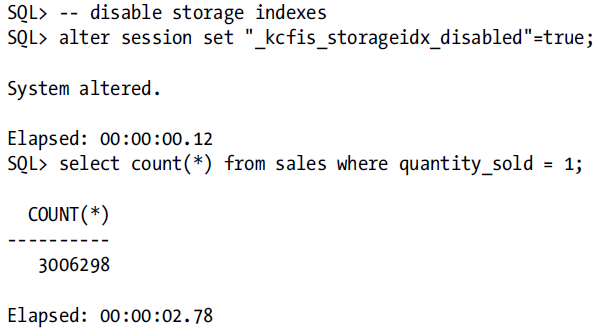 SQL> -- disable storage indexes
SQL> alter session set "_kcfis_storageidx_disabled"=true;
System altered.
Elapsed: 00:00:00.12
SQL> select count(*) from sales where quantity_sold = 1;
COUNT(*)
----------
3006298
Elapsed: 00:00:02.78